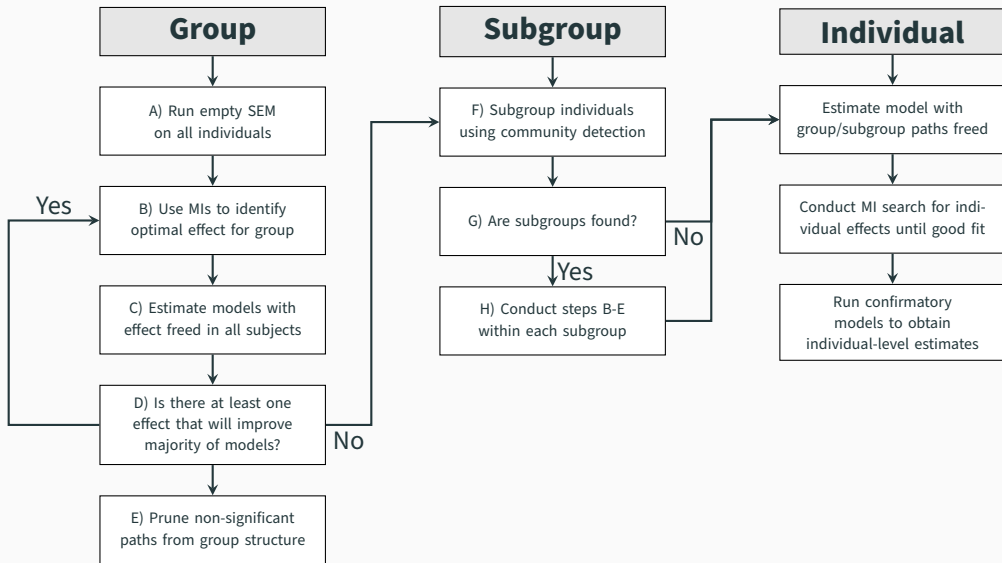 Group
A) Run empty SEM
on all individuals
Yes
B) Use MIs to identify
optimal effect for group
C) Estimate models with
effect freed in all subjects
D) Is there at least one
effect that will improve
majority of models?
No
E) Prune non-significant
paths from group structure
Subgroup
F) Subgroup individuals
using community detection
G) Are subgroups found?
No
Yes
H) Conduct steps B-E
within each subgroup
Individual
Estimate model with
group/subgroup paths freed
Conduct MI search for indi-
vidual effects until good fit
Run confirmatory
models to obtain
individual-level estimates